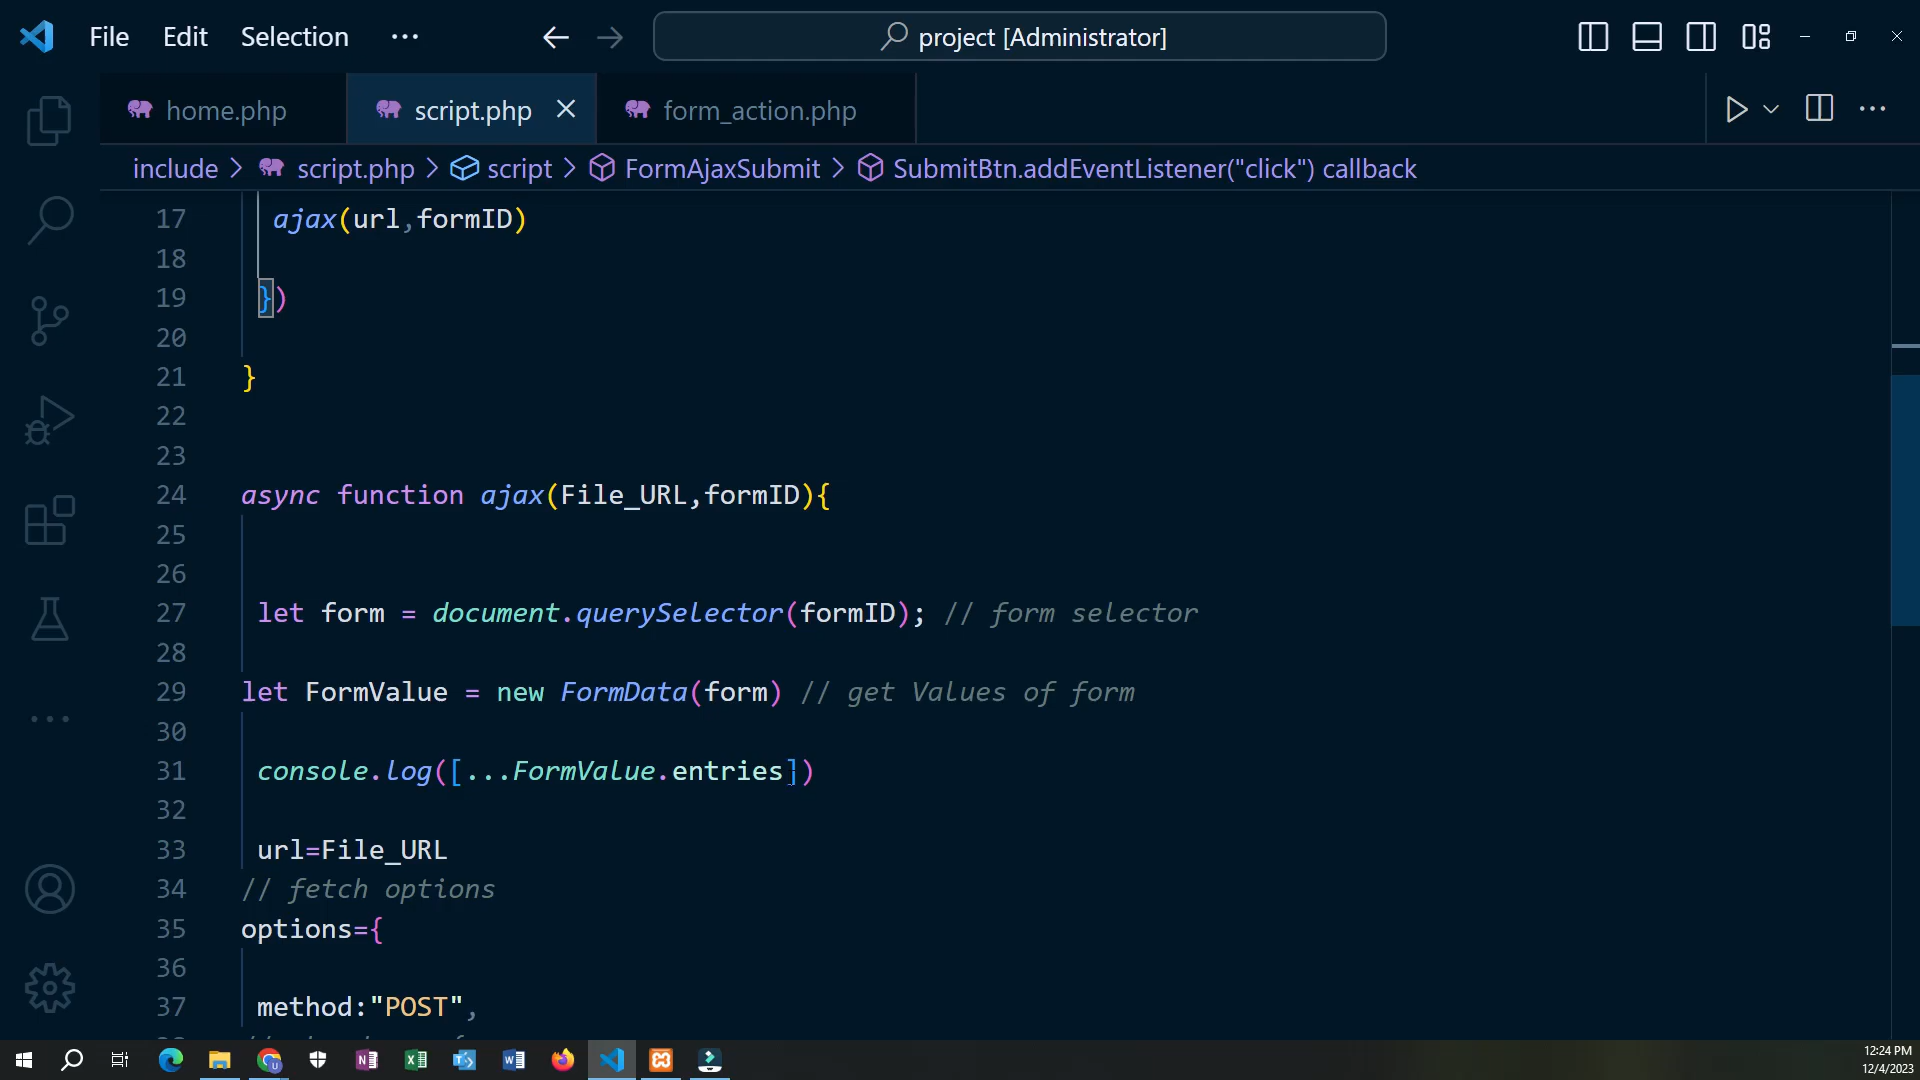 File Edit Selection ··· project [Administrator]
home.php script.php form_action.php
include > script.php > script > FormAjaxSubmit > SubmitBtn.addEventListener("click") callback
17 ajax(url,formID)
18
19 })
20
21 }
22
23
24 async function ajax(File_URL,formID){
25
26
27 let form = document.querySelector(formID); // form selector
28
29 let FormValue = new FormData(form) // get Values of form
30
31 console.log([...FormValue.entries])
32
33 url=File_URL
34 // fetch options
35 options={
36
37 method:"POST",
12:24 PM
12/4/2023